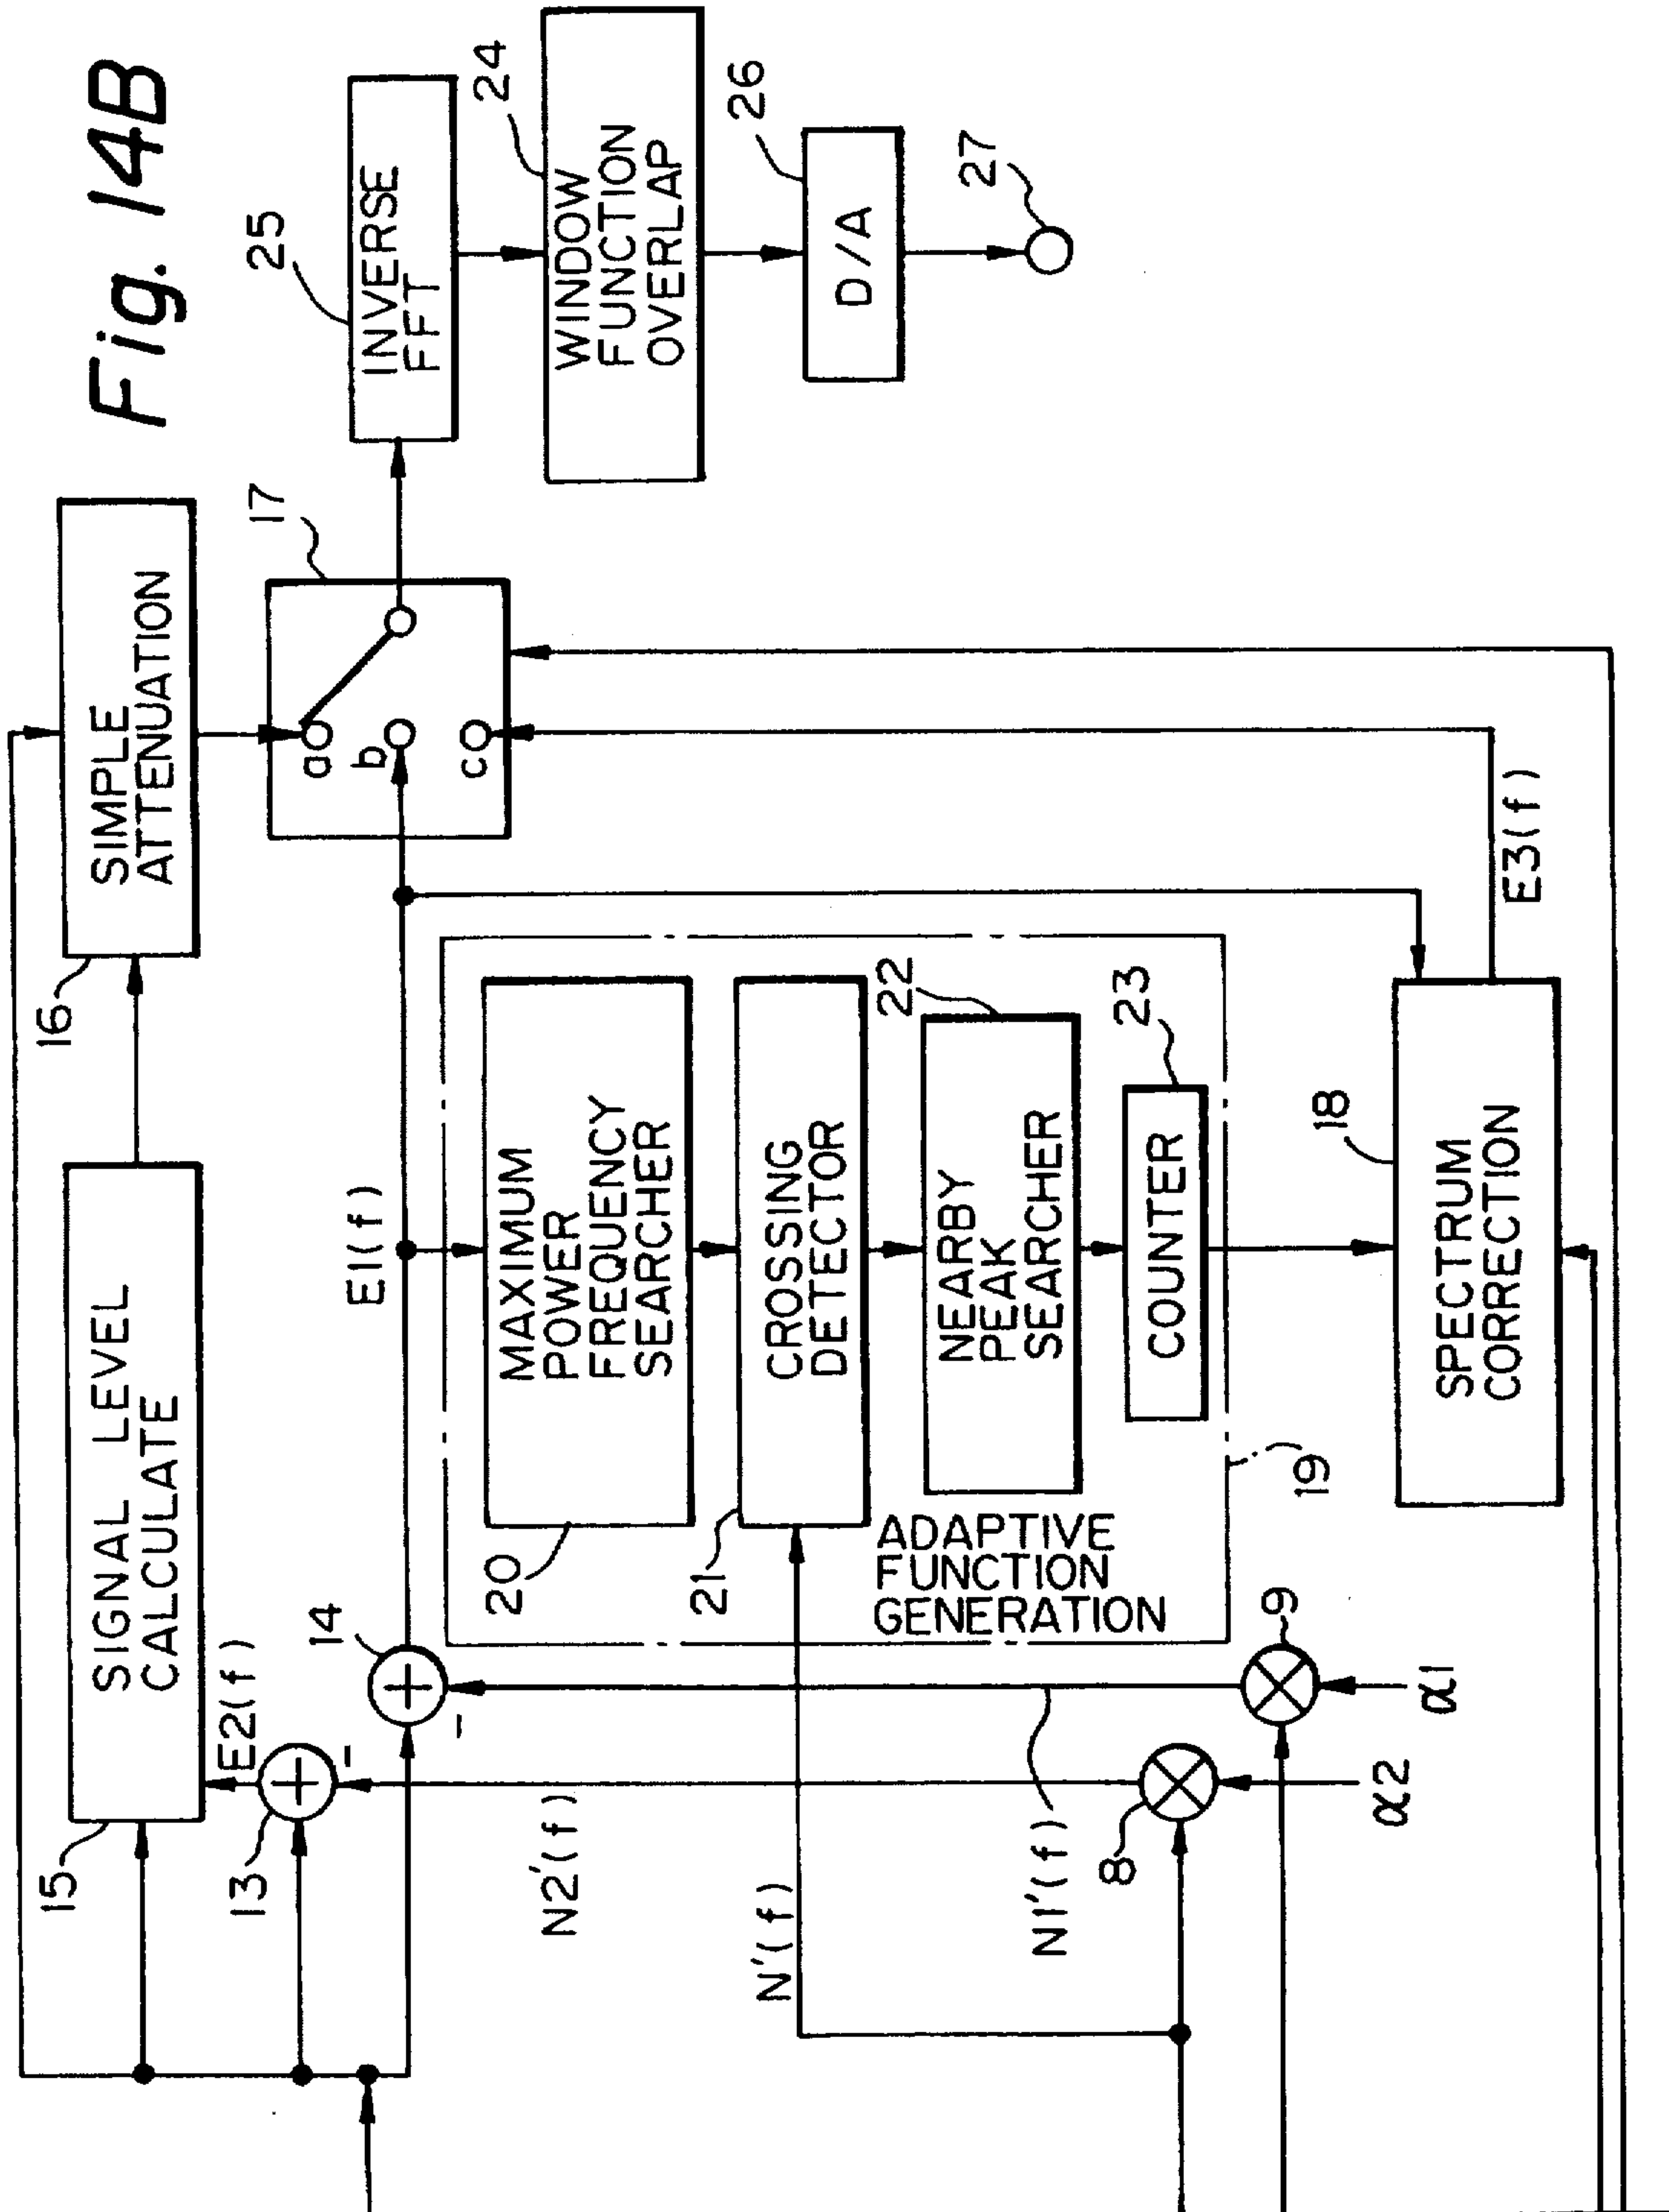 Fig. 14B
16
SIMPLE
ATTENUATION
17
a
b
c
25
INVERSE
FFT
24
WINDOW
FUNCTION
OVERLAP
26
D/A
27
15
SIGNAL LEVEL
CALCULATE
E2(f)
13
-
14
-
E1(f)
20
MAXIMUM
POWER
FREQUENCY
SEARCHER
21
CROSSING
DETECTOR
22
NEARBY
PEAK
SEARCHER
23
COUNTER
ADAPTIVE
FUNCTION
GENERATION
19
18
SPECTRUM
CORRECTION
E3(f)
N2'(f)
N'(f)
N1'(f)
8
9
α2
α1